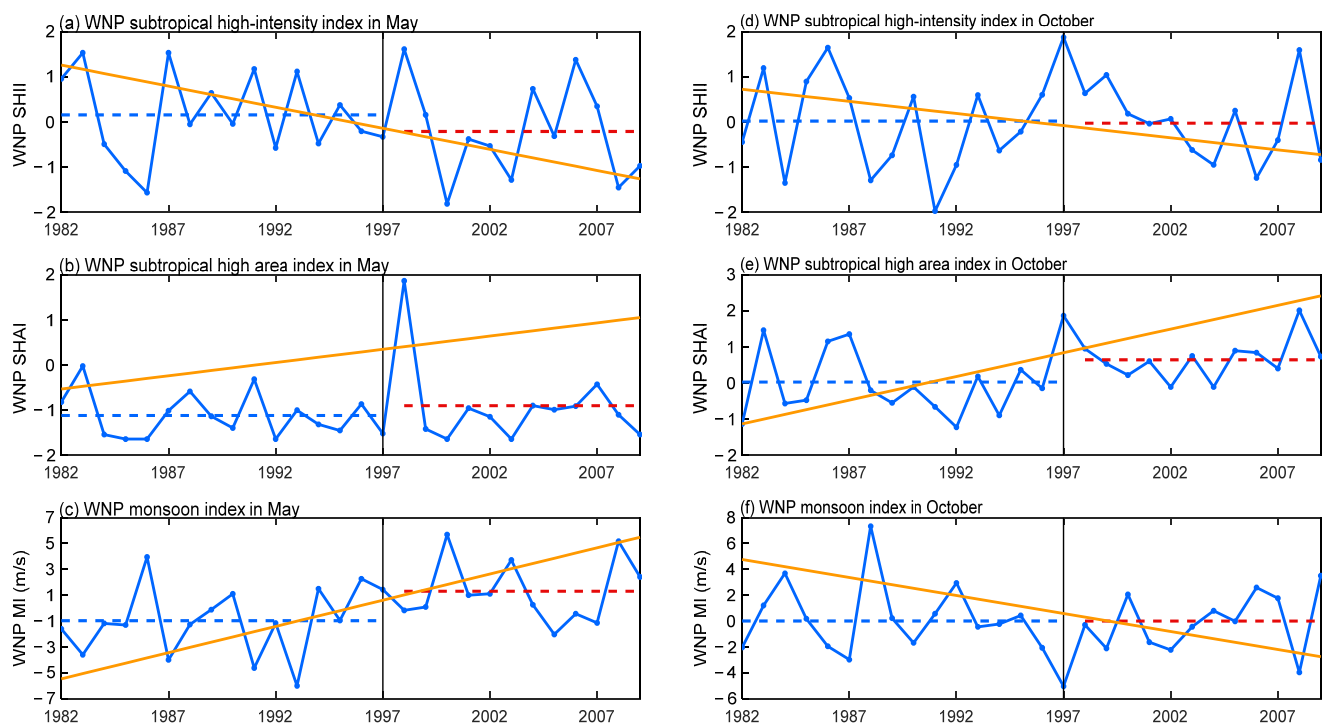 (a) WNP subtropical high-intensity index in May
WNP SHII
2
1
0
−1
−2
1982 1987 1992 1997 2002 2007
(b) WNP subtropical high area index in May
WNP SHAI
2
1
0
−1
−2
1982 1987 1992 1997 2002 2007
(c) WNP monsoon index in May
WNP MI (m/s)
7
5
3
1
−1
−3
−5
−7
1982 1987 1992 1997 2002 2007
(d) WNP subtropical high-intensity index in October
WNP SHII
2
1
0
−1
−2
1982 1987 1992 1997 2002 2007
(e) WNP subtropical high area index in October
WNP SHAI
3
2
1
0
−1
−2
1982 1987 1992 1997 2002 2007
(f) WNP monsoon index in October
WNP MI (m/s)
8
6
4
2
0
−2
−4
−6
1982 1987 1992 1997 2002 2007